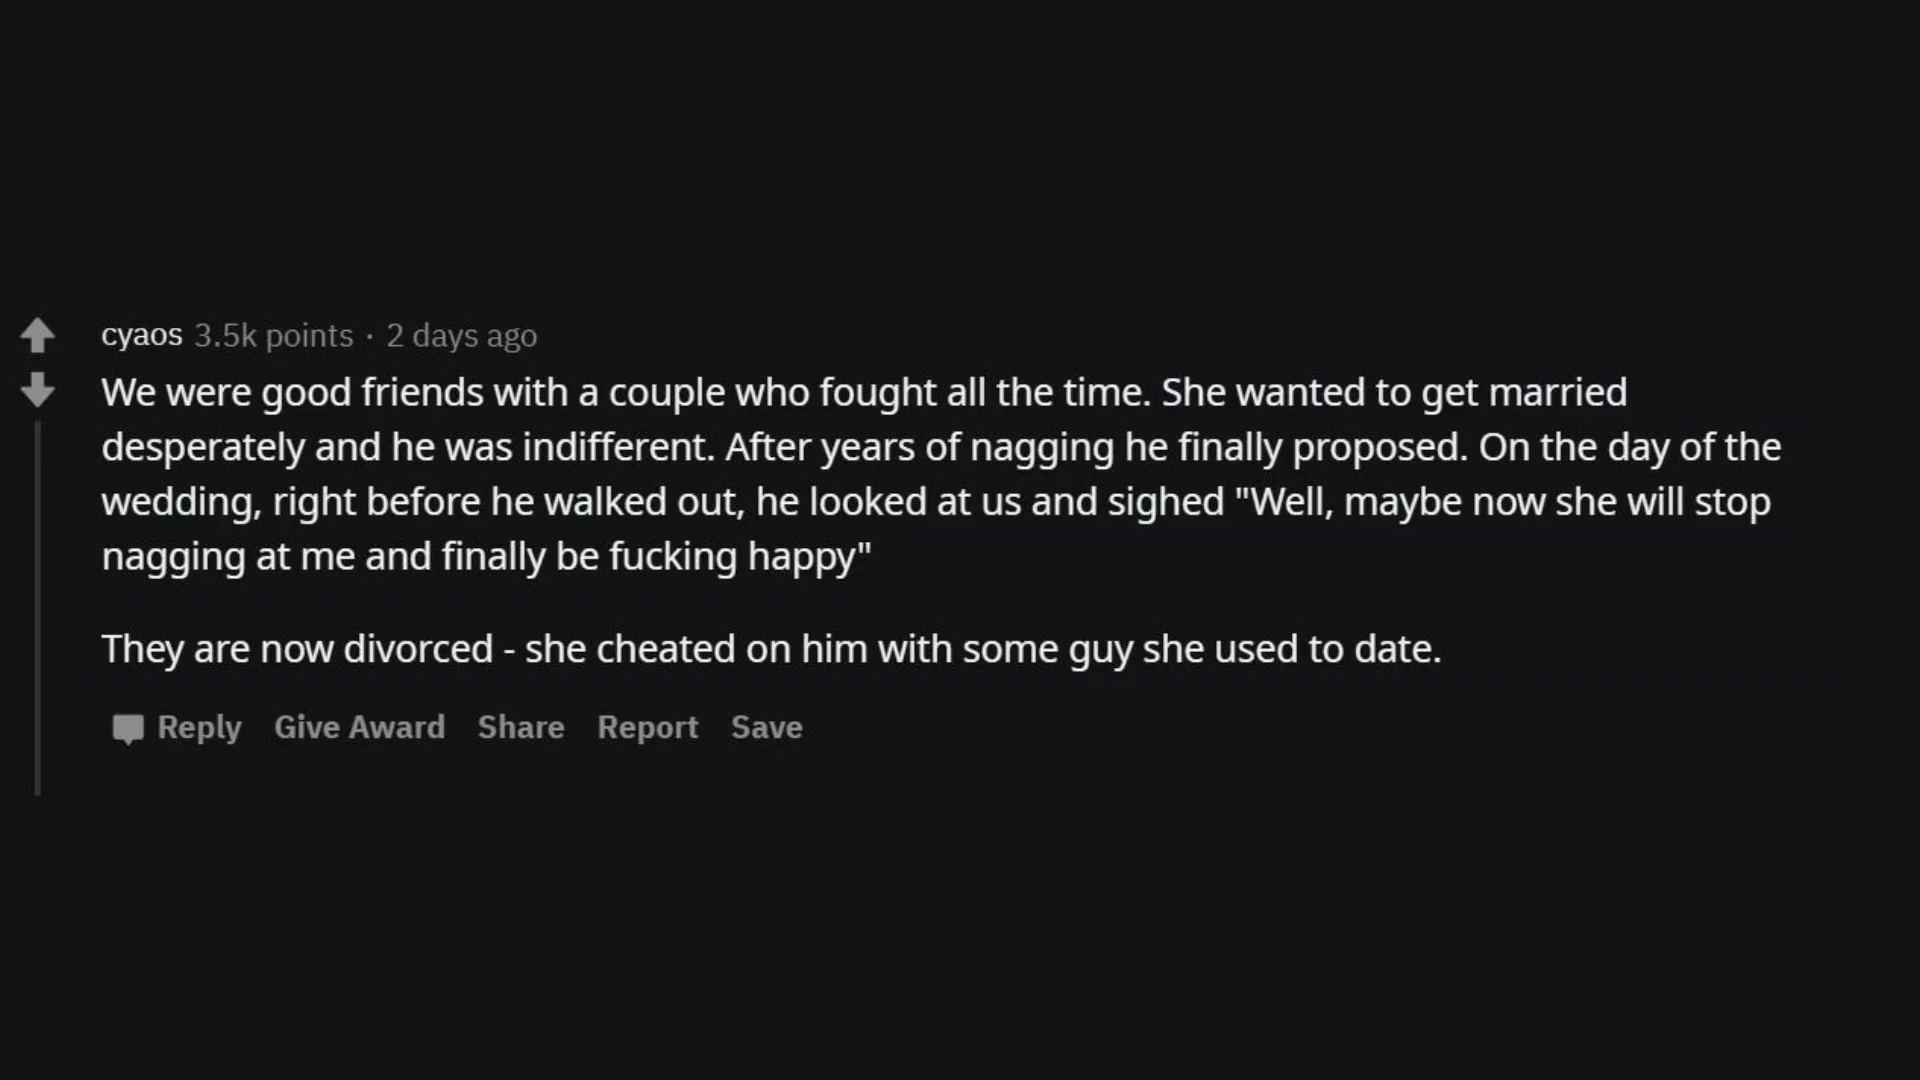 cyaos 3.5k points · 2 days ago
We were good friends with a couple who fought all the time. She wanted to get married
desperately and he was indifferent. After years of nagging he finally proposed. On the day of the
wedding, right before he walked out, he looked at us and sighed "Well, maybe now she will stop
nagging at me and finally be fucking happy"
They are now divorced - she cheated on him with some guy she used to date.
Reply Give Award Share Report Save